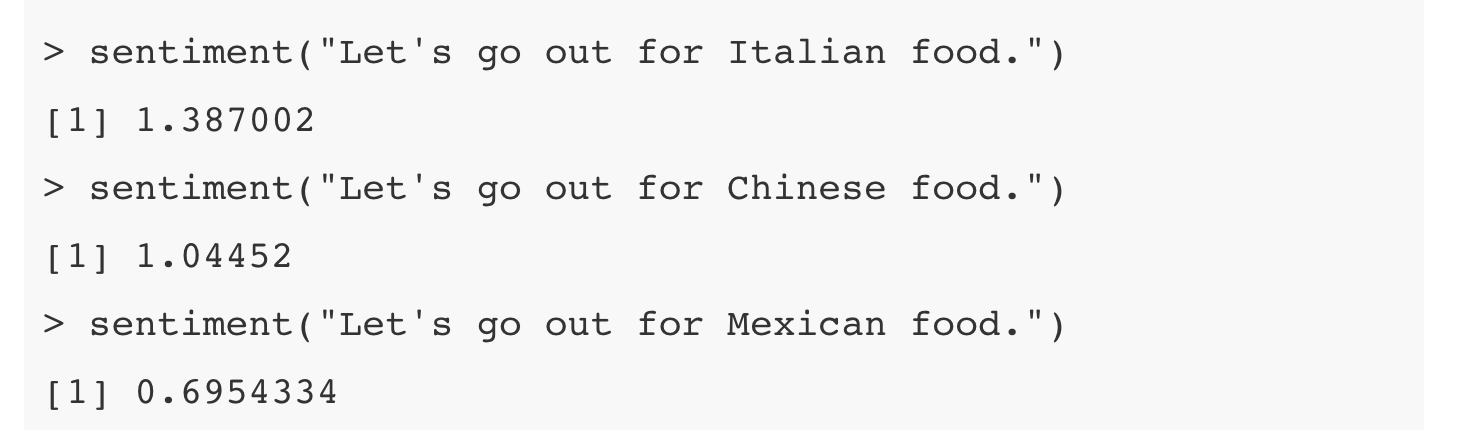 > sentiment("Let's go out for Italian food.")
[1] 1.387002
> sentiment("Let's go out for Chinese food.")
[1] 1.04452
> sentiment("Let's go out for Mexican food.")
[1] 0.6954334